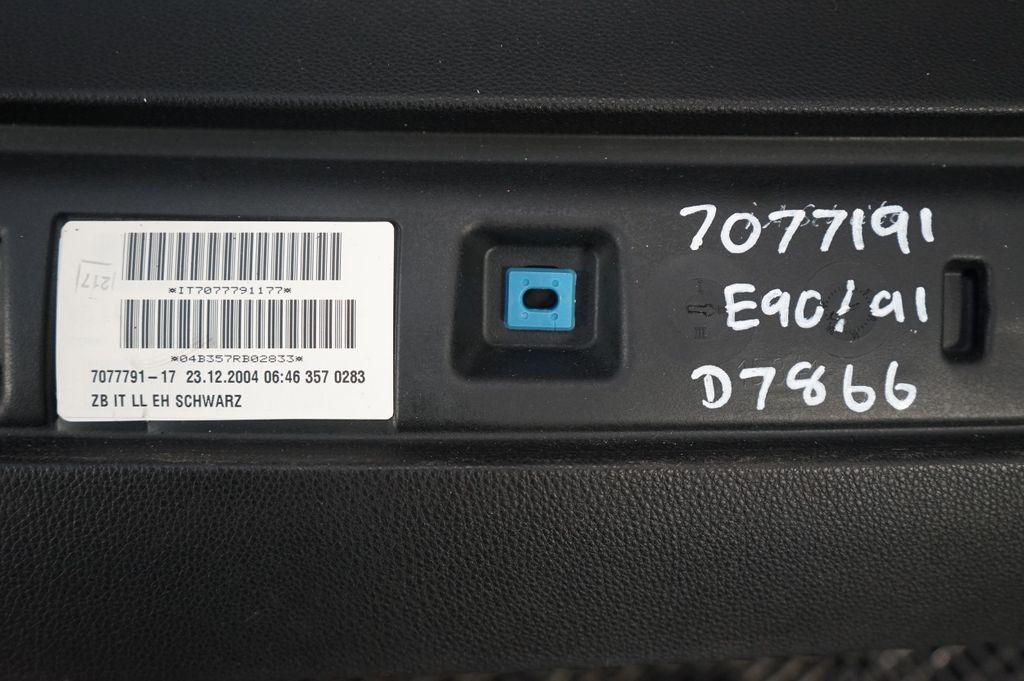 217
*IT7077791177*
*04B357RB02833*
7077791-17 23.12.2004 06:46 357 0283
ZB IT LL EH SCHWARZ
7077191
E90/91
D7866